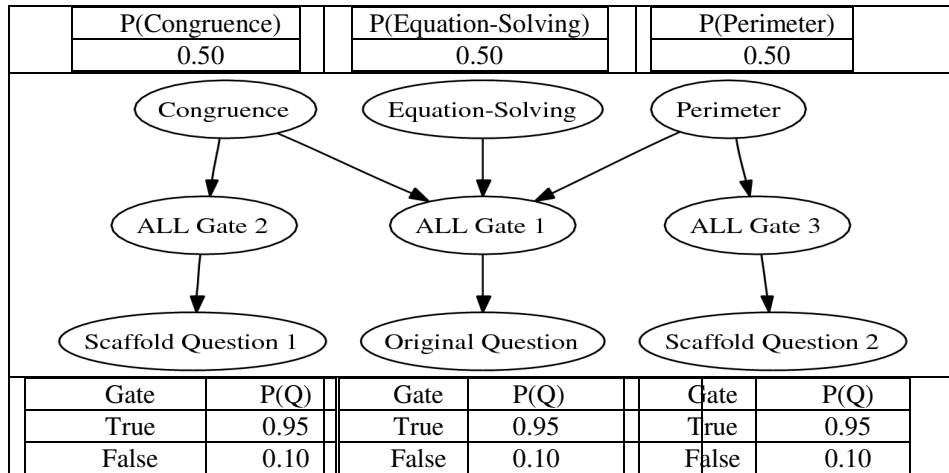 P(Congruence) P(Equation-Solving) P(Perimeter)
0.50 0.50 0.50
Congruence Equation-Solving Perimeter
ALL Gate 2 ALL Gate 1 ALL Gate 3
Scaffold Question 1 Original Question Scaffold Question 2
Gate P(Q) Gate P(Q) Gate P(Q)
True 0.95 True 0.95 True 0.95
False 0.10 False 0.10 False 0.10